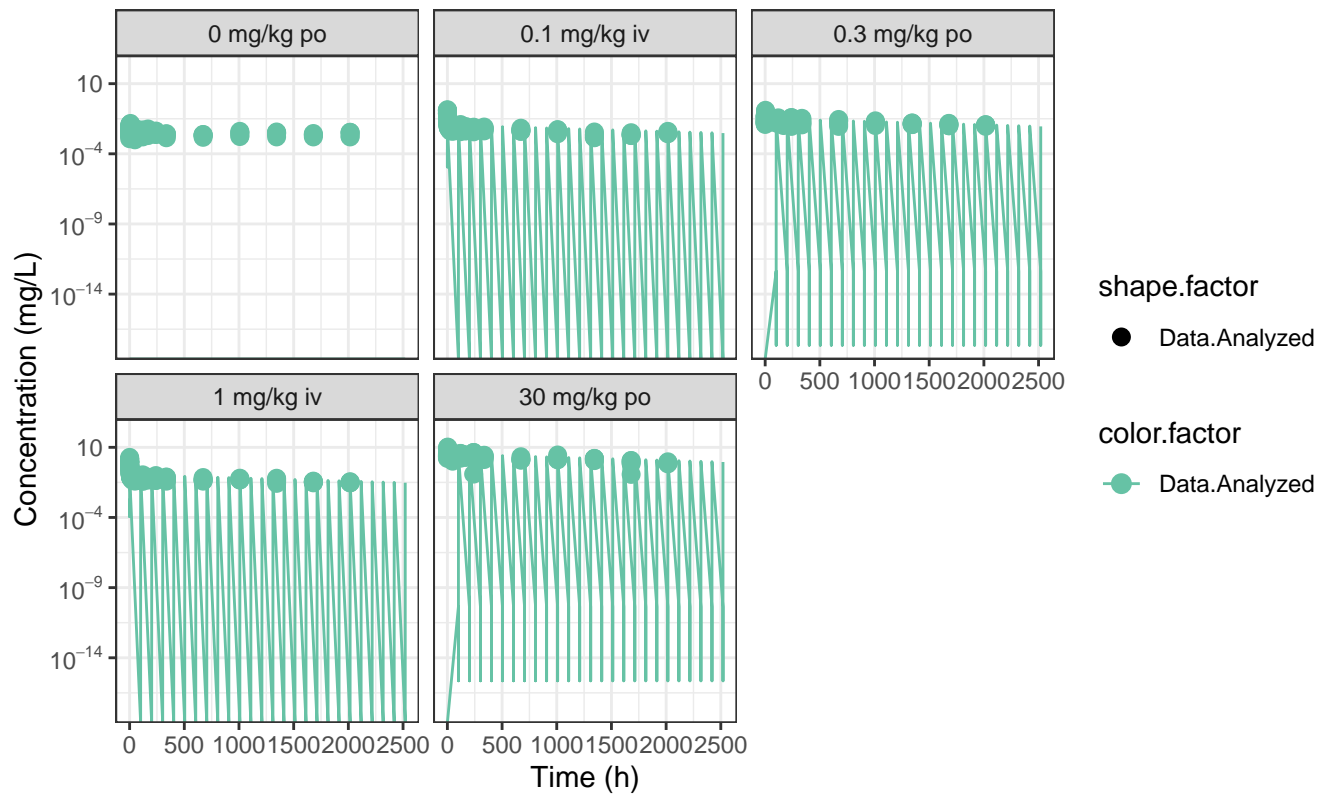 0 mg/kg po
0.1 mg/kg iv
0.3 mg/kg po
10
10⁻⁴
10⁻⁹
10⁻¹⁴
0 500 1000 1500 2000 2500
1 mg/kg iv
30 mg/kg po
10
10⁻⁴
10⁻⁹
10⁻¹⁴
0 500 1000 1500 2000 2500
0 500 1000 1500 2000 2500
Time (h)
Concentration (mg/L)
shape.factor
Data.Analyzed
color.factor
Data.Analyzed